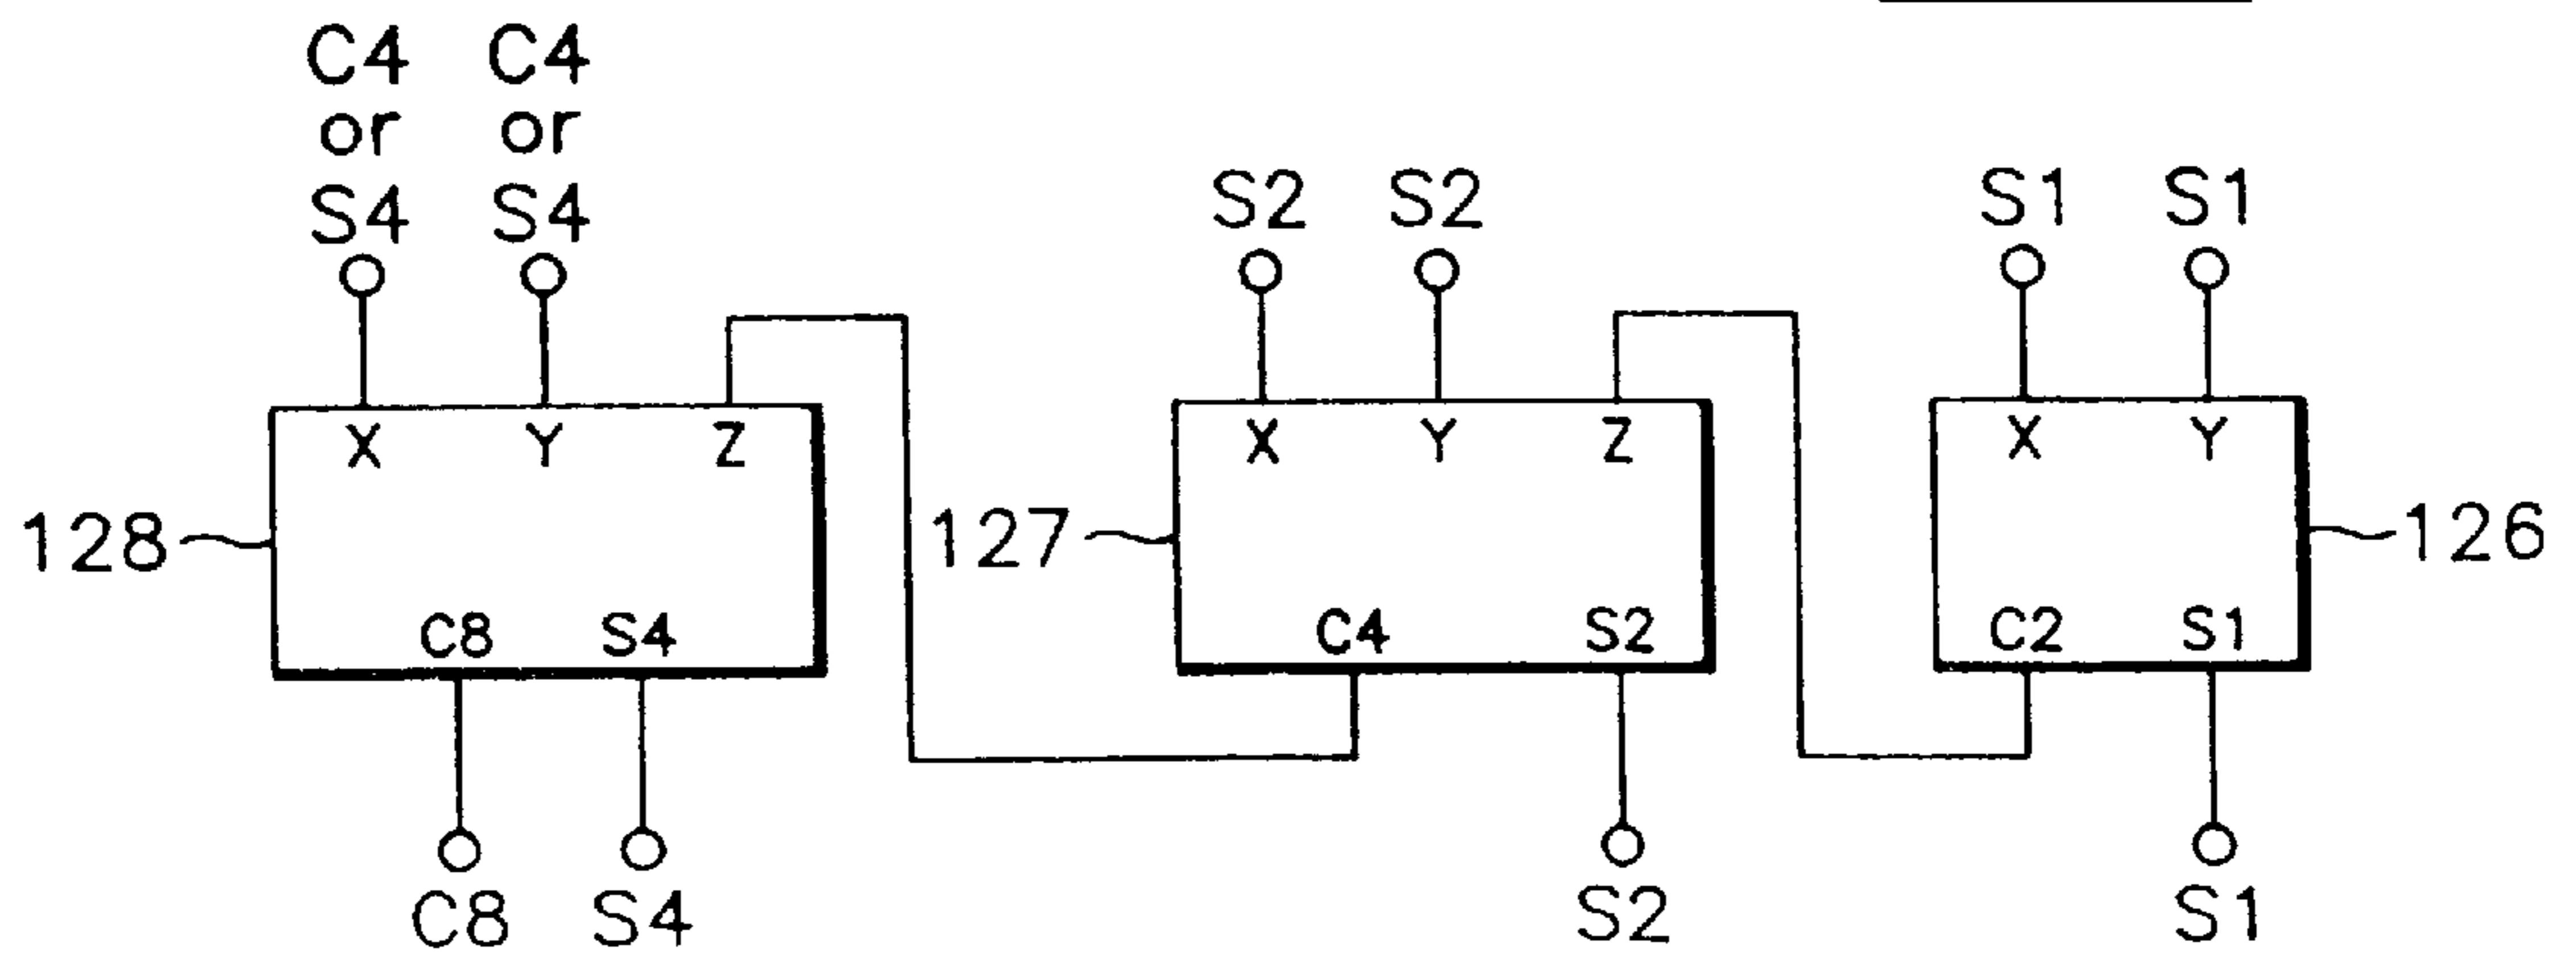 C4 C4
or or
S4 S4
S2 S2
S1 S1
X Y Z
X Y Z
X Y
128
127
126
C8 S4
C4 S2
C2 S1
C8 S4
S2
S1